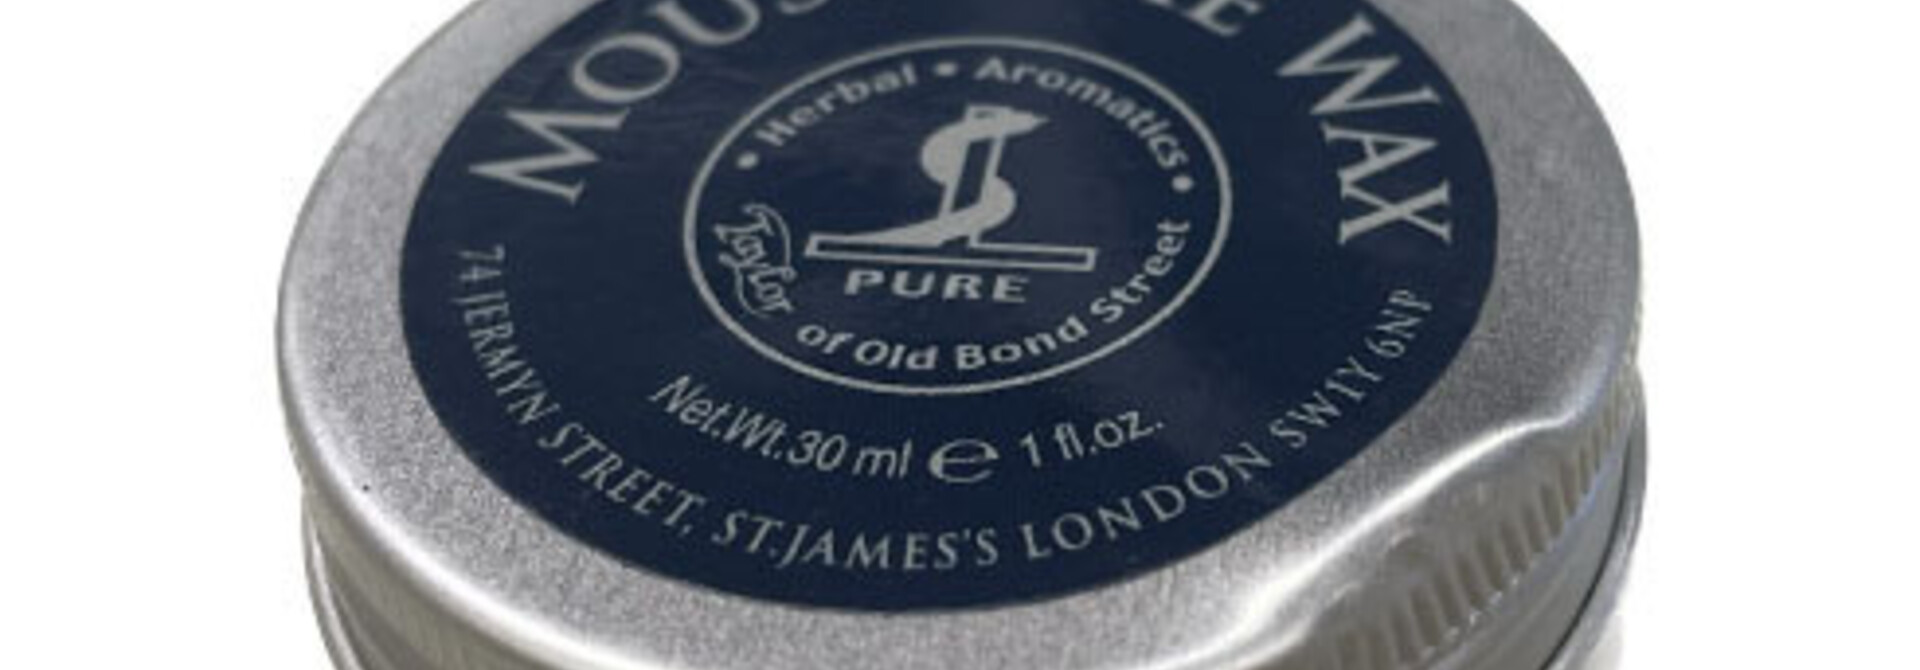 WAX
• Herbal • Aromatics •
PURE
Taylor of Old Bond Street
Net.Wt.30 ml ℮ 1 fl.oz.
74 JERMYN STREET, ST.JAMES'S LONDON SW1Y 6NP